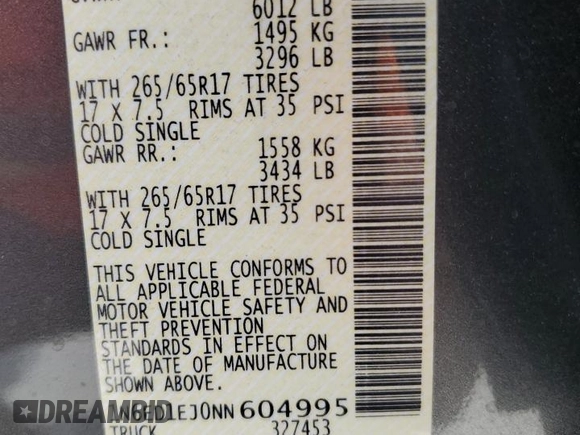 6012 LB
GAWR FR.: 1495 KG
3296 LB
WITH 265/65R17 TIRES
17 X 7.5 RIMS AT 35 PSI
COLD SINGLE
GAWR RR.: 1558 KG
3434 LB
WITH 265/65R17 TIRES
17 X 7.5 RIMS AT 35 PSI
COLD SINGLE
THIS VEHICLE CONFORMS TO
ALL APPLICABLE FEDERAL
MOTOR VEHICLE SAFETY AND
THEFT PREVENTION
STANDARDS IN EFFECT ON
THE DATE OF MANUFACTURE
SHOWN ABOVE.
1N6ED1EJ0NN604995
DREAMBID
TRUCK 327453